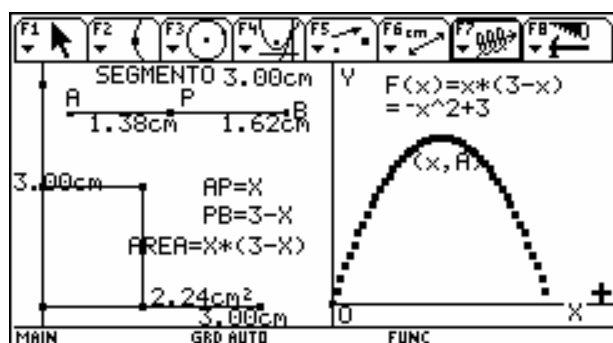 F1 F2 F3 F4 F5 F6 cm F7 F8
SEGMENTO 3.00cm
A P B
1.38cm 1.62cm
3.00cm
AP=X
PB=3-X
AREA=X*(3-X)
2.24cm²
3.00cm
Y
F(x)=x*(3-x)
=-x^2+3
(x,A)
O X
MAIN GRD AUTO FUNC